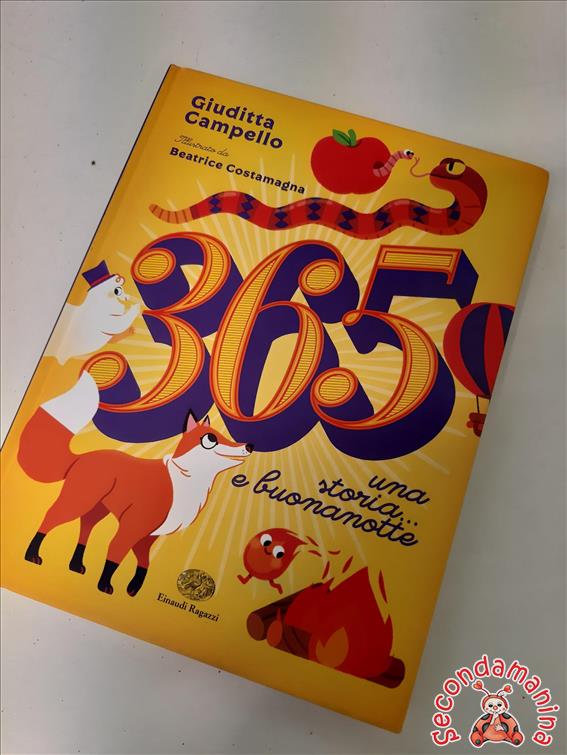 Giuditta
Campello
Illustrato da
Beatrice Costamagna
365
una
storia...
e buonanotte
Einaudi Ragazzi
Secondamanina